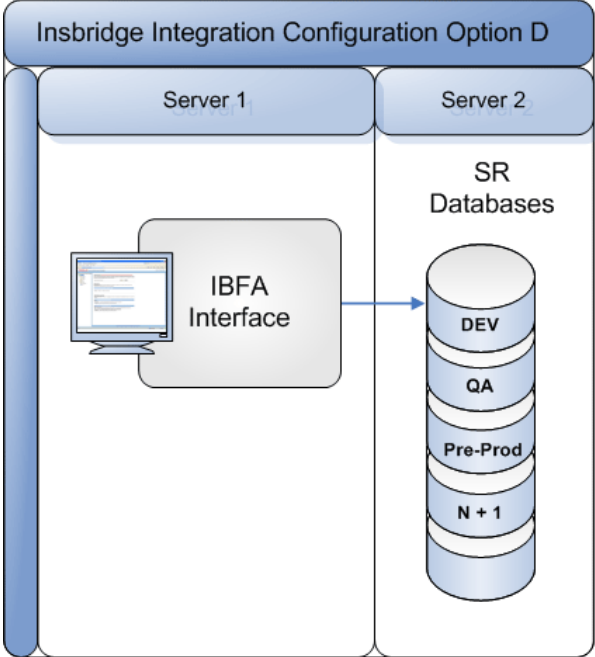 Insbridge Integration Configuration Option D
Server 1
Server 2
SR
Databases
IBFA
Interface
DEV
QA
Pre-Prod
N + 1